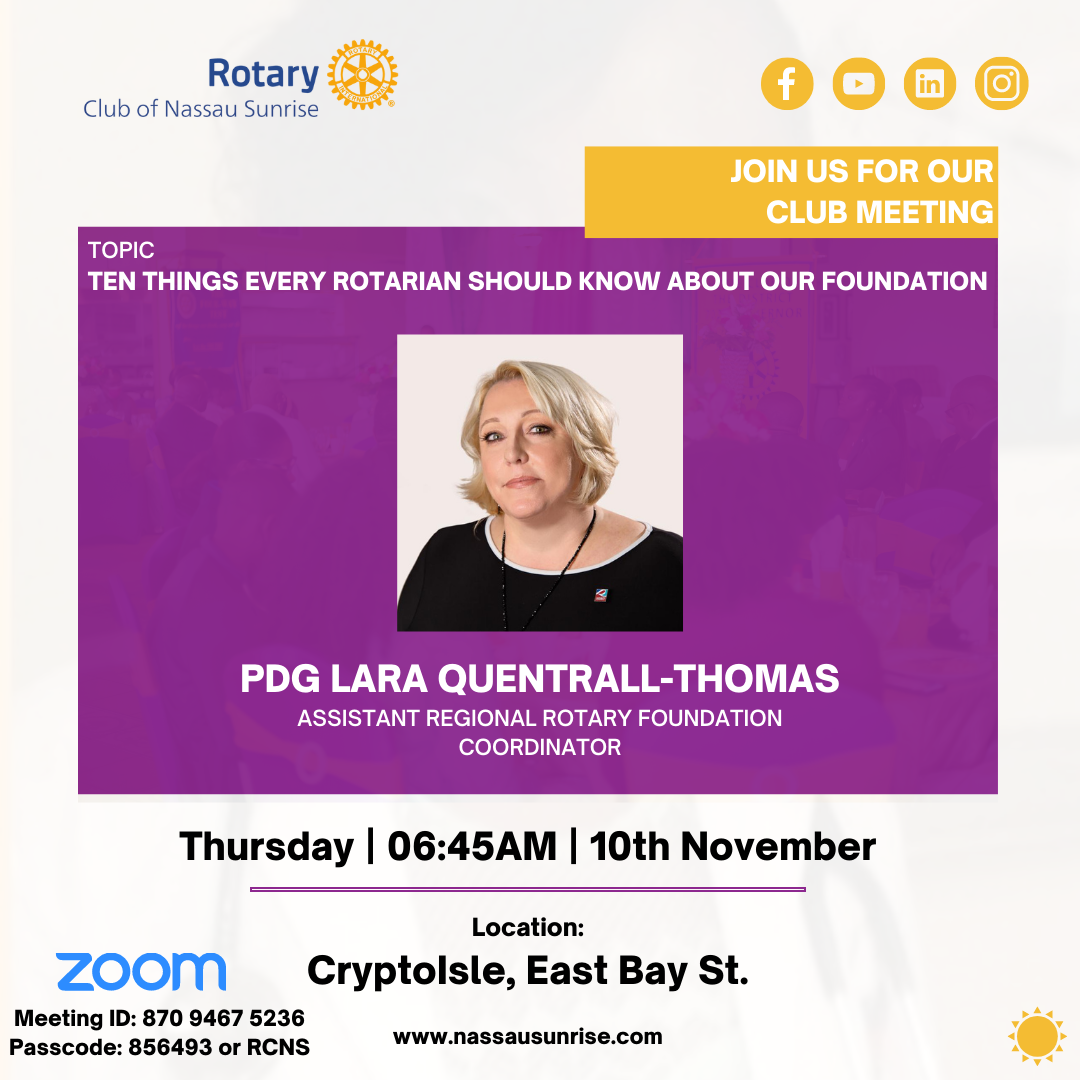 Rotary
Club of Nassau Sunrise
ROTARY
INTERNATIONAL
JOIN US FOR OUR
CLUB MEETING
TOPIC
TEN THINGS EVERY ROTARIAN SHOULD KNOW ABOUT OUR FOUNDATION
PDG LARA QUENTRALL-THOMAS
ASSISTANT REGIONAL ROTARY FOUNDATION
COORDINATOR
Thursday | 06:45AM | 10th November
Location:
CryptoIsle, East Bay St.
zoom
Meeting ID: 870 9467 5236
Passcode: 856493 or RCNS
www.nassausunrise.com